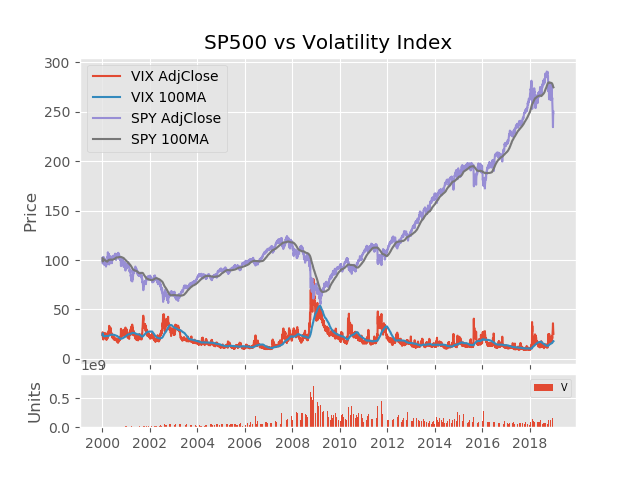 SP500 vs Volatility Index
VIX AdjClose
VIX 100MA
SPY AdjClose
SPY 100MA
300
250
200
150
100
50
0
Price
1e9
0.5
0.0
Units
V
2000 2002 2004 2006 2008 2010 2012 2014 2016 2018